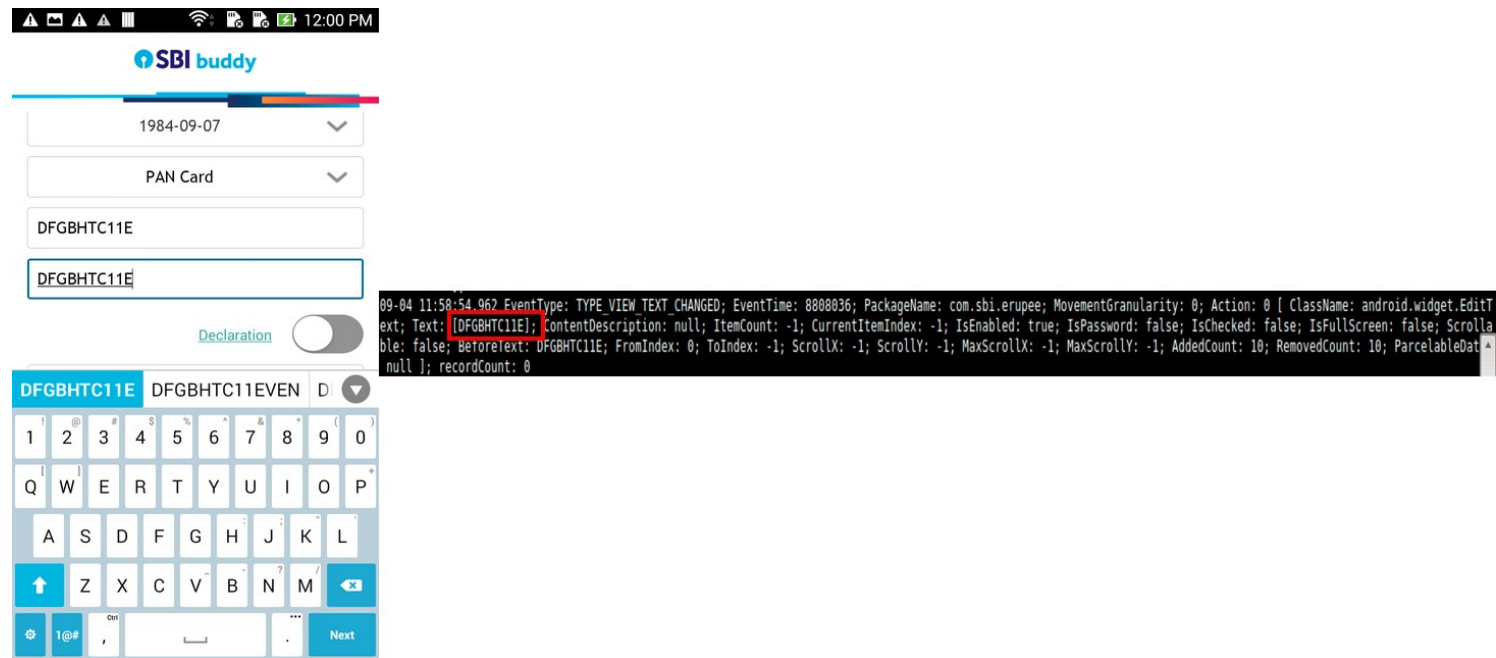 12:00 PM
SBI buddy
1984-09-07
PAN Card
DFGBHTC11E
DFGBHTC11E
Declaration
DFGBHTC11E DFGBHTC11EVEN D
! @ # $ % ^ & * ( )
1 2 3 4 5 6 7 8 9 0
[ ] +
Q W E R T Y U I O P
: ; " '
A S D F G H J K L
_ - ? /
Z X C V B N M
Ctrl ...
1@# , . Next
09-04 11:58:54.962 EventType: TYPE_VIEW_TEXT_CHANGED; EventTime: 8808036; PackageName: com.sbi.erupee; MovementGranularity: 0; Action: 0 [ ClassName: android.widget.EditT
ext; Text: [DFGBHTC11E]; ContentDescription: null; ItemCount: -1; CurrentItemIndex: -1; IsEnabled: true; IsPassword: false; IsChecked: false; IsFullScreen: false; Scrolla
ble: false; BeforeText: DFGBHTC11E; FromIndex: 0; ToIndex: -1; ScrollX: -1; ScrollY: -1; MaxScrollX: -1; MaxScrollY: -1; AddedCount: 10; RemovedCount: 10; ParcelableDat
null ]; recordCount: 0